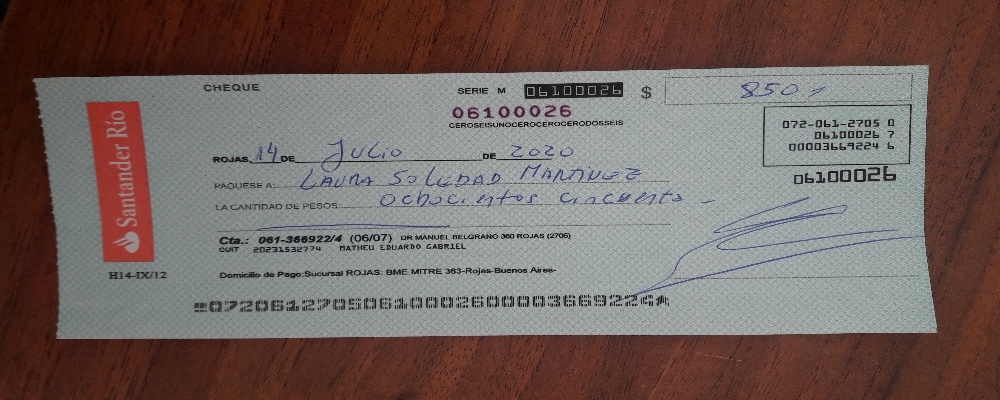 CHEQUE
SERIE M 06100026 $ 850
06100026
CEROSEISUNOCEROCEROCERODOSSEIS
072-061-2705 0
06100026 7
00003669224 6
06100026
ROJAS, 14 DE JULIO DE 2020
PAGUESE A: LAURA SOLEDAD MARTINEZ
LA CANTIDAD DE PESOS: Ochocientos cincuenta
Santander Río
Cta.: 061-366922/4 (06/07) DR MANUEL BELGRANO 360 ROJAS (2705)
CUIT 20231532774 MATHEU EDUARDO GABRIEL
H14-IX/12
Domicilio de Pago:Sucursal ROJAS: BME MITRE 363-Rojas-Buenos Aires-
072061270506100026000036692246